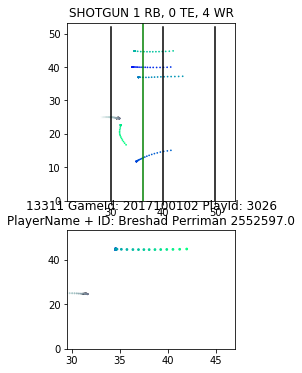 SHOTGUN 1 RB, 0 TE, 4 WR
50
40
30
20
10
0
30 40 50
13311 GameId: 2017100102 PlayId: 3026
PlayerName + ID: Breshad Perriman 2552597.0
40
20
0
30 35 40 45